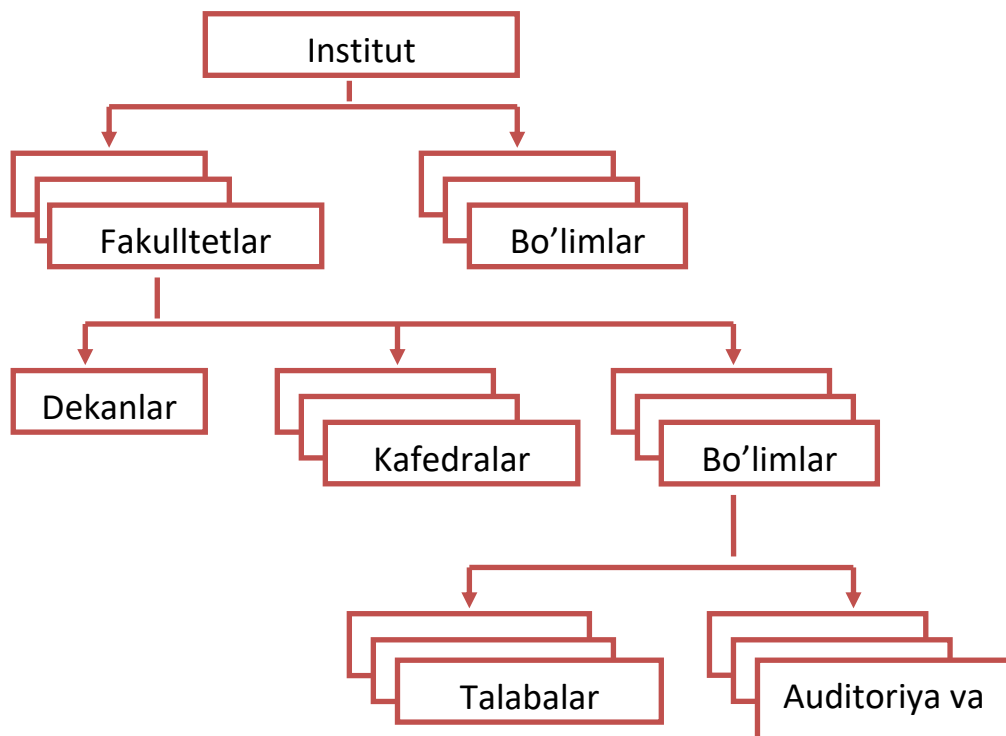 Institut
Fakulltetlar
Bo’limlar
Dekanlar
Kafedralar
Bo’limlar
Talabalar
Auditoriya va